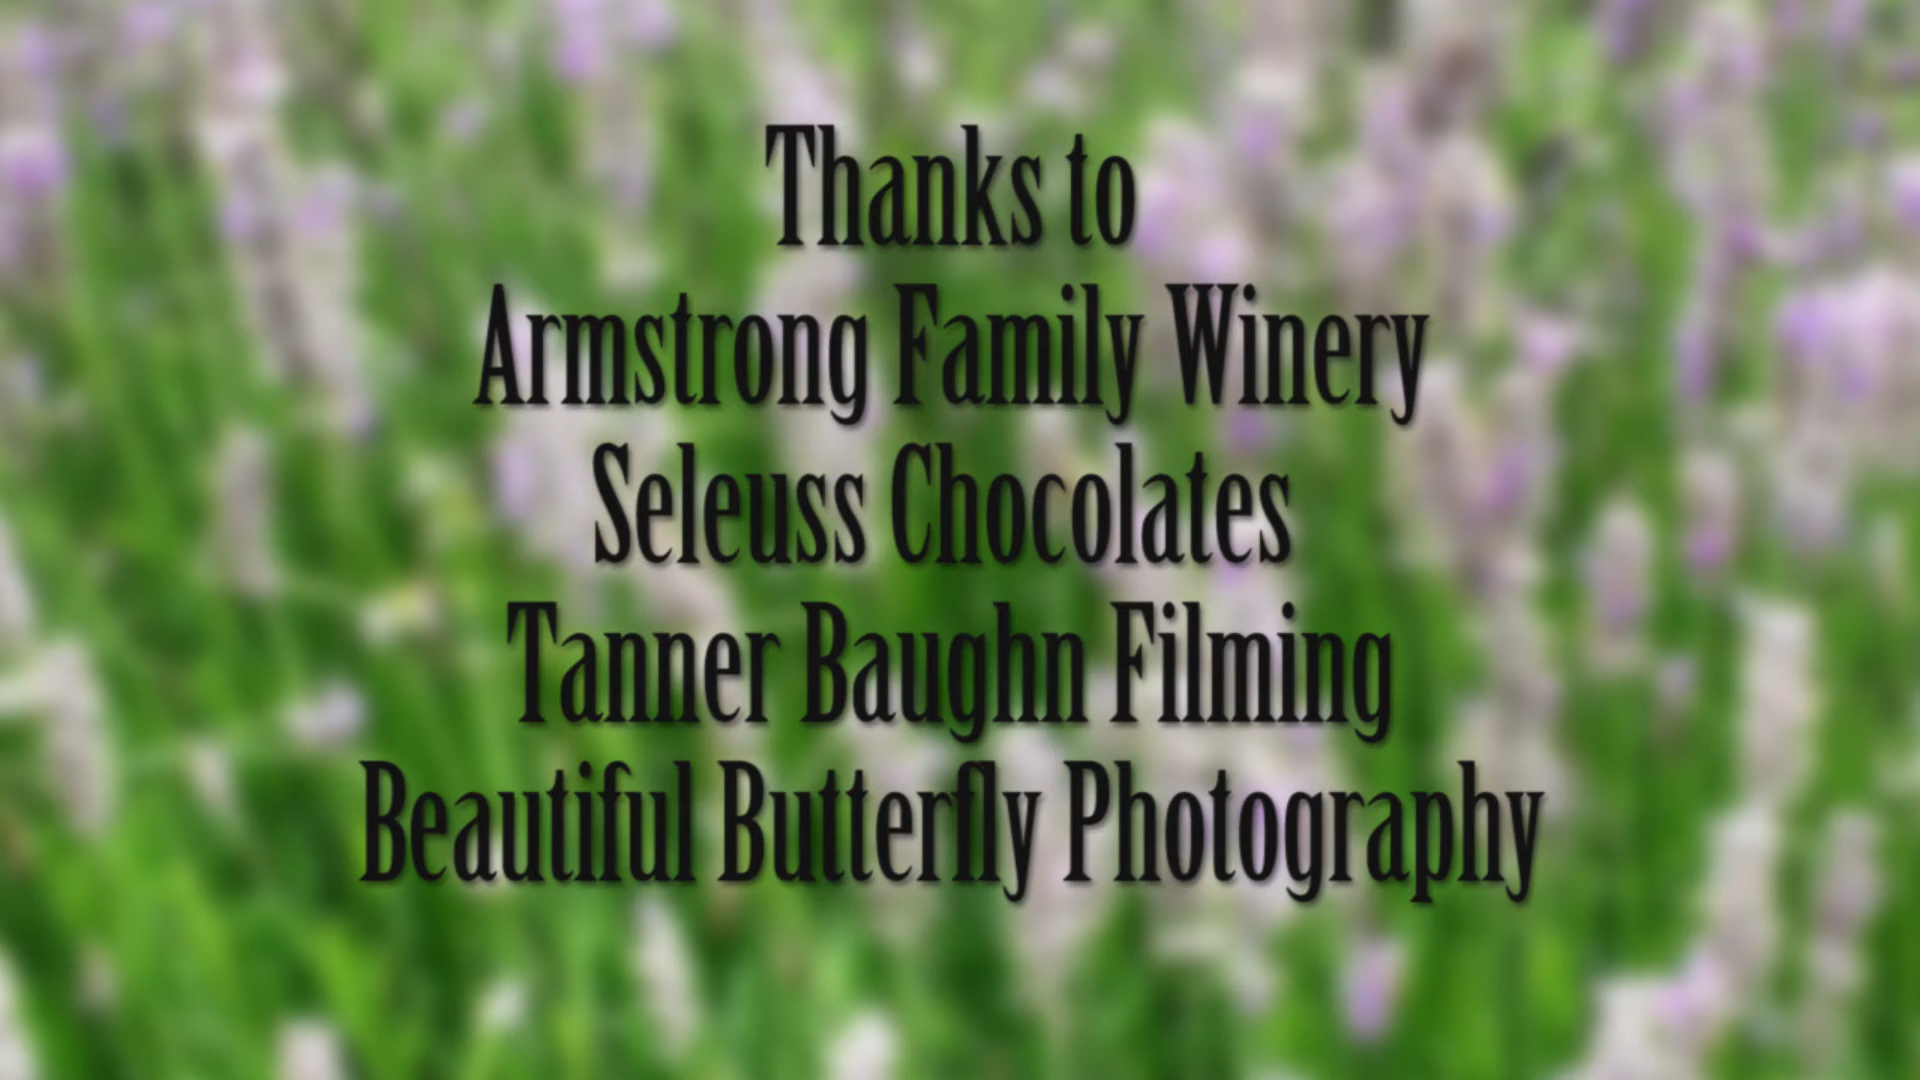 Thanks to
Armstrong Family Winery
Seleuss Chocolates
Tanner Baughn Filming
Beautiful Butterfly Photography